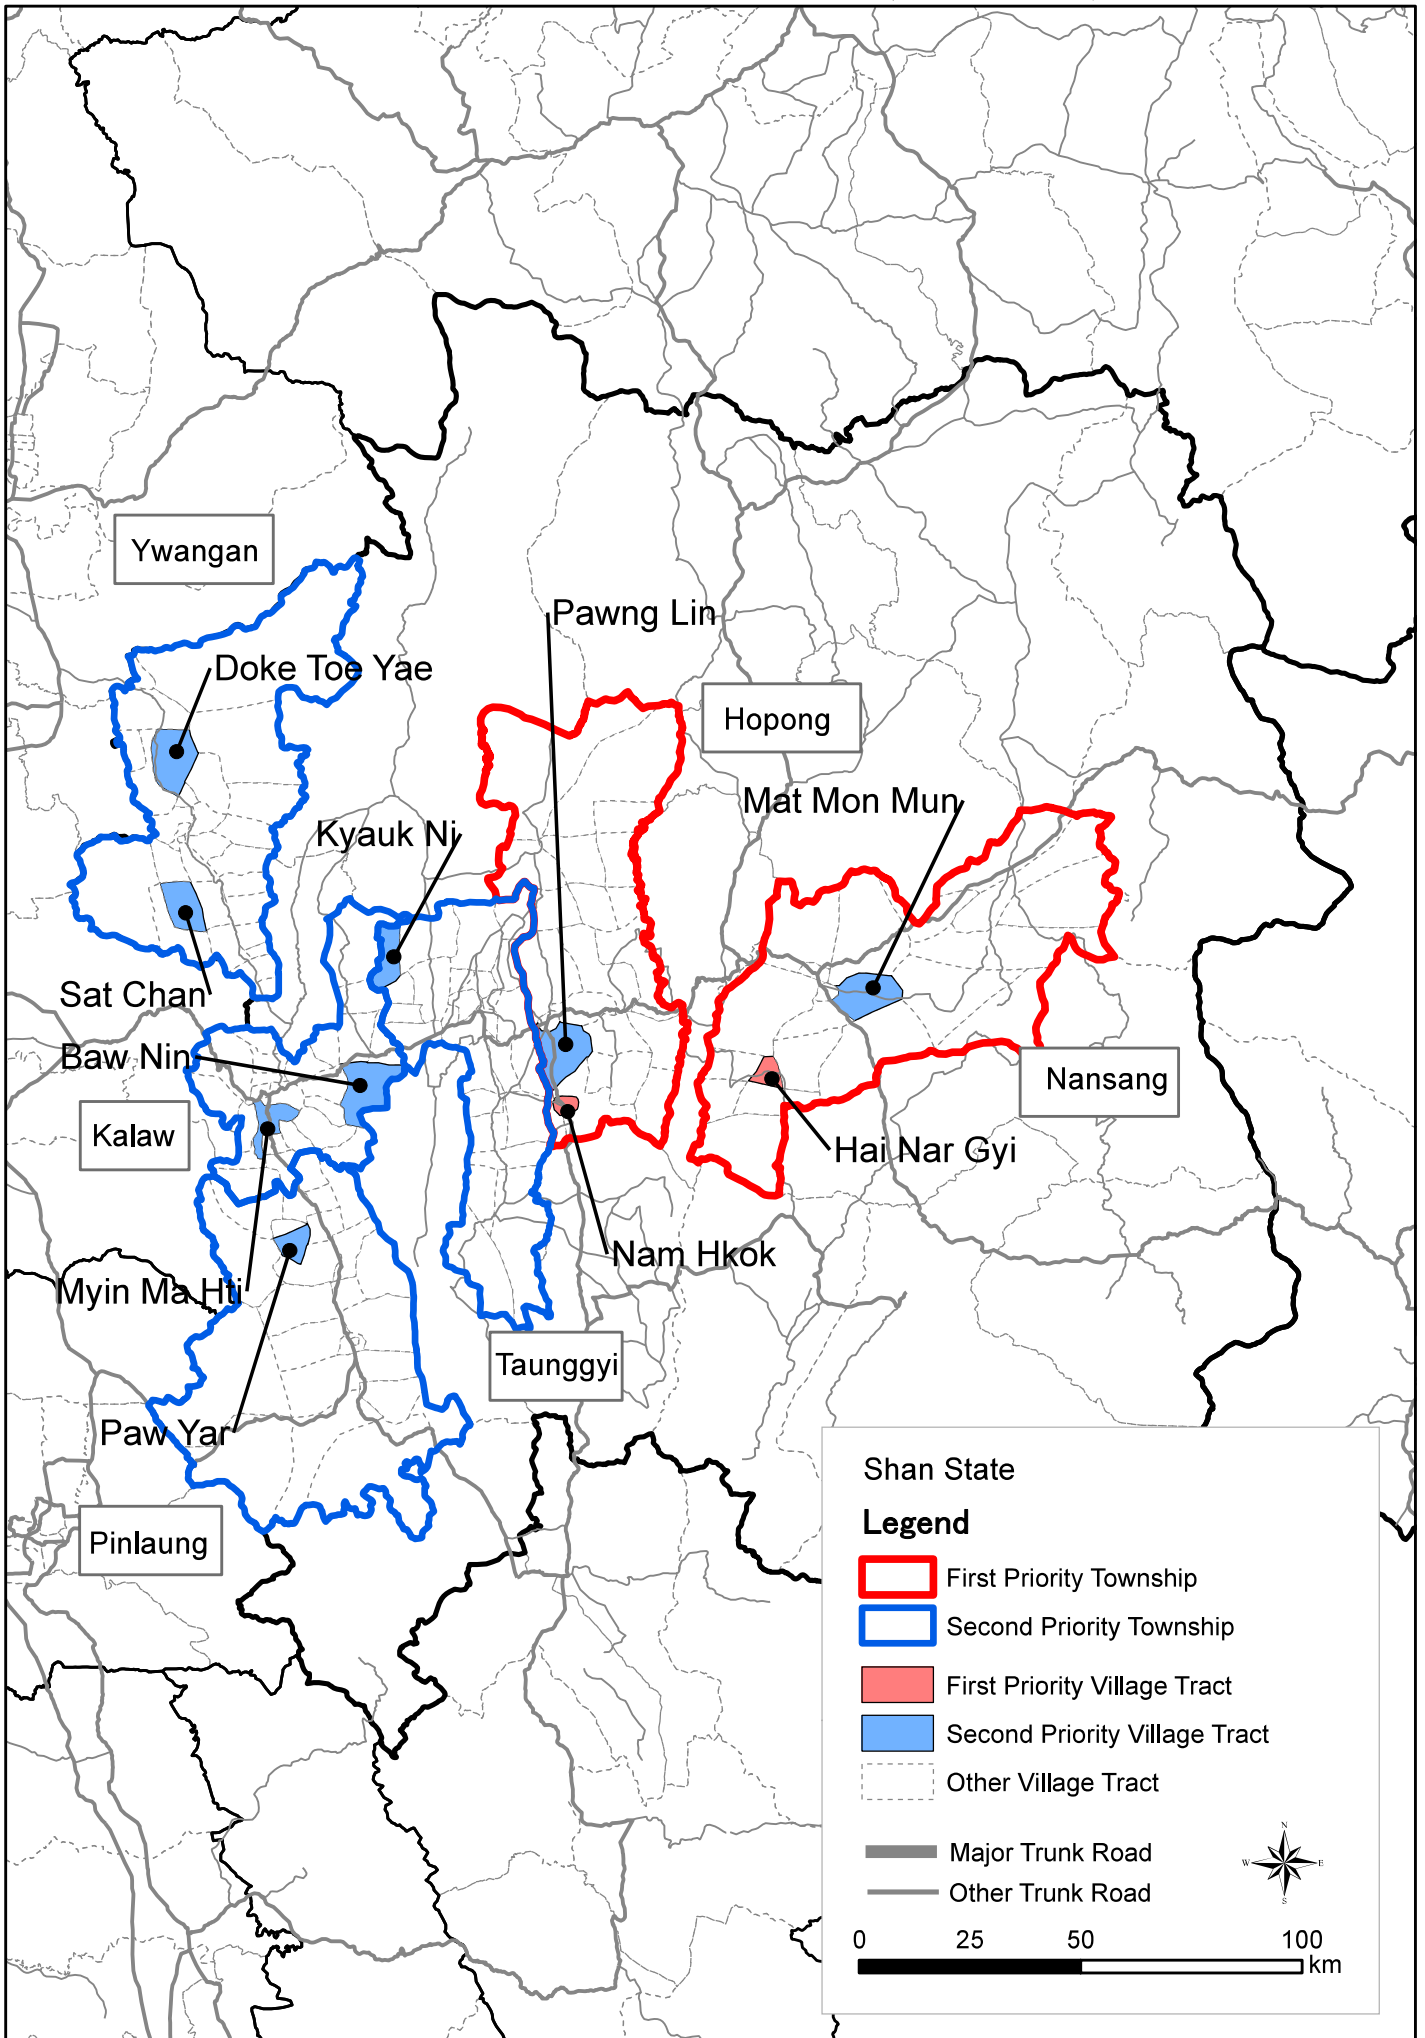 Ywangan
Pawng Lin
Doke Toe Yae
Hopong
Mat Mon Mun
Kyauk Ni
Sat Chan
Baw Nin
Nansang
Kalaw
Hai Nar Gyi
Nam Hkok
Myin Ma Hti
Taunggyi
Paw Yar
Pinlaung
Shan State
Legend
First Priority Township
Second Priority Township
First Priority Village Tract
Second Priority Village Tract
Other Village Tract
Major Trunk Road
Other Trunk Road
N
W E
S
0 25 50 100
km